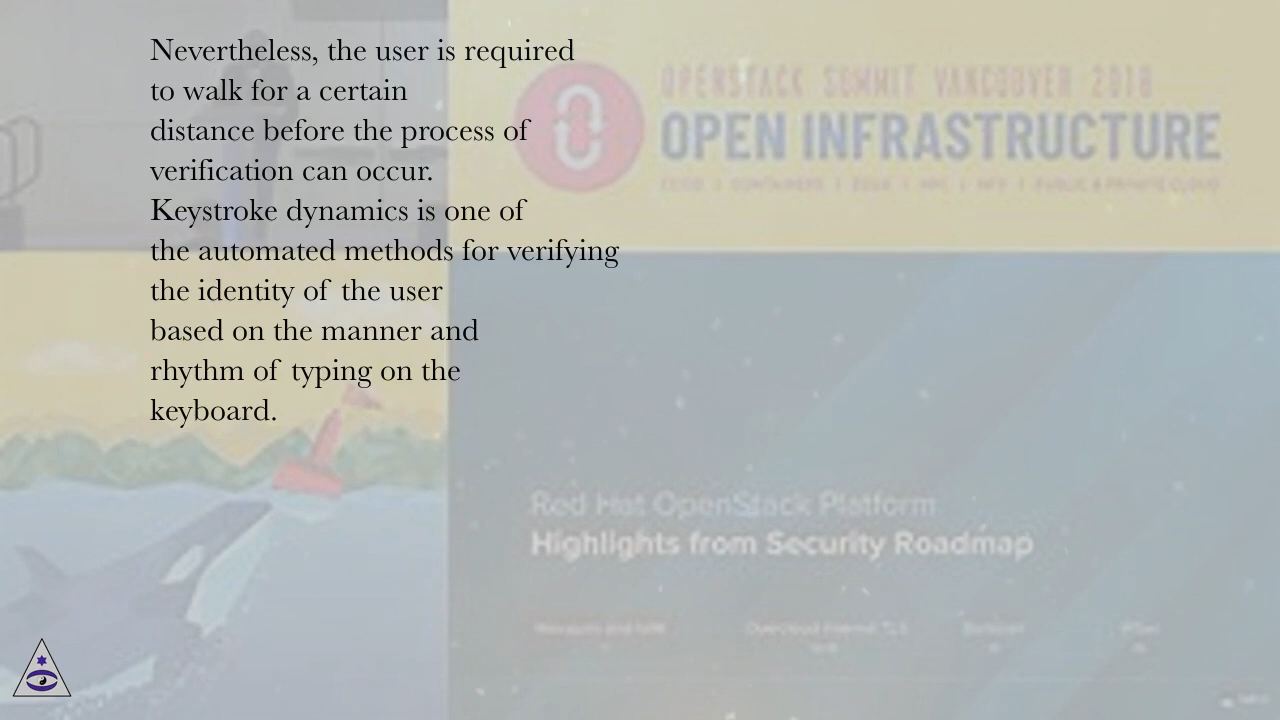 Nevertheless, the user is required
to walk for a certain
distance before the process of
verification can occur.
Keystroke dynamics is one of
the automated methods for verifying
the identity of the user
based on the manner and
rhythm of typing on the
keyboard.
OPENSTACK SUMMIT VANCOUVER 2018
OPEN INFRASTRUCTURE
Red Hat OpenStack Platform
Highlights from Security Roadmap